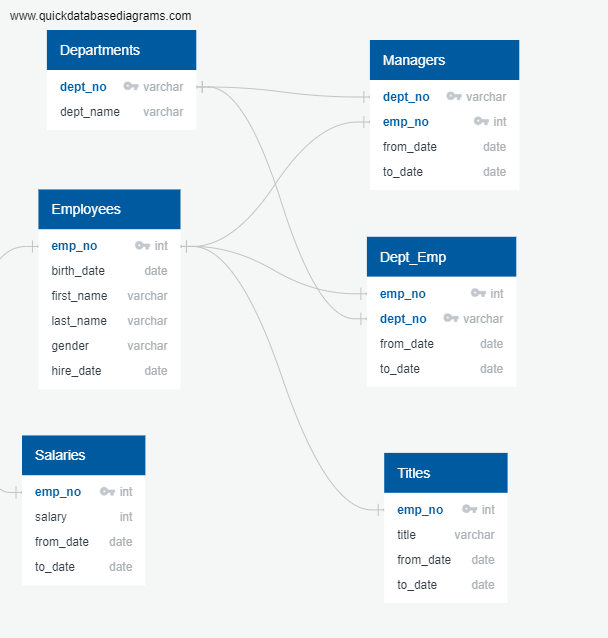 www.quickdatabasediagrams.com
Departments
dept_no varchar
dept_name varchar
Managers
dept_no varchar
emp_no int
from_date date
to_date date
Employees
emp_no int
birth_date date
first_name varchar
last_name varchar
gender varchar
hire_date date
Dept_Emp
emp_no int
dept_no varchar
from_date date
to_date date
Salaries
emp_no int
salary int
from_date date
to_date date
Titles
emp_no int
title varchar
from_date date
to_date date